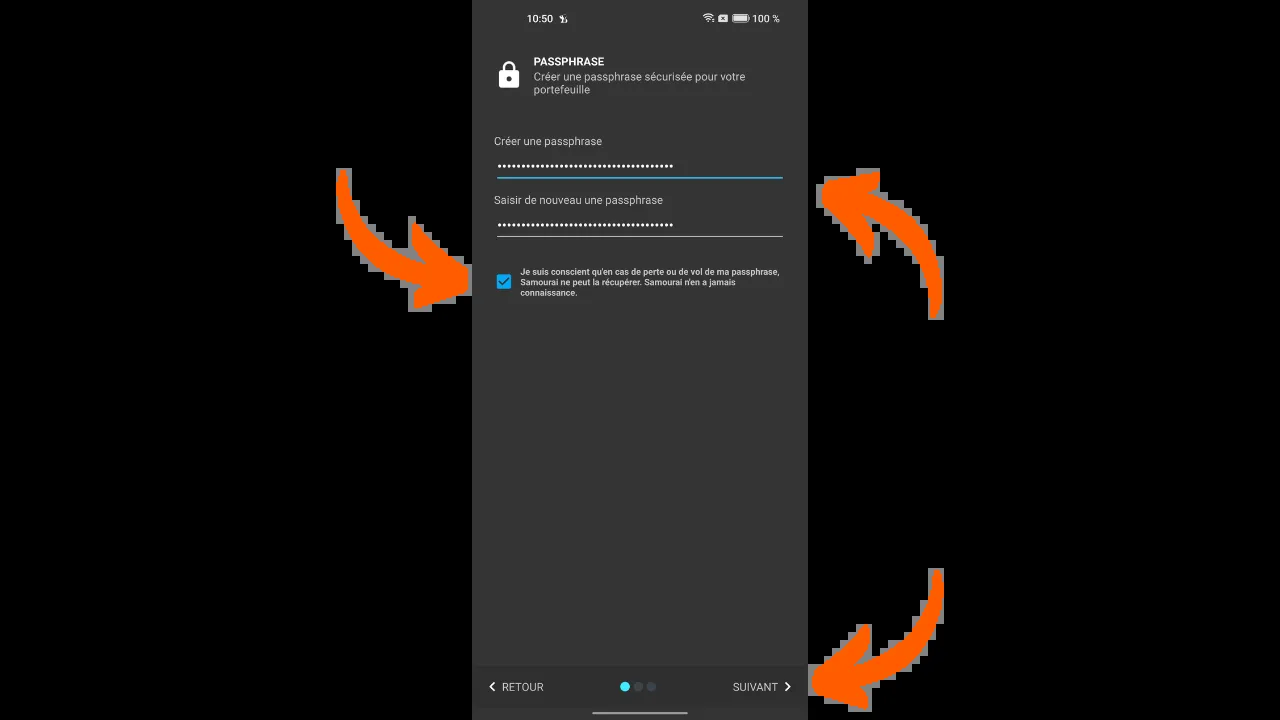 10:50
100 %
PASSPHRASE
Créer une passphrase sécurisée pour votre
portefeuille
Créer une passphrase
•••••••••••••••••••••••••••••••••••••
Saisir de nouveau une passphrase
•••••••••••••••••••••••••••••••••••••
Je suis conscient qu'en cas de perte ou de vol de ma passphrase,
Samourai ne peut la récupérer. Samourai n'en a jamais
connaissance.
RETOUR
SUIVANT